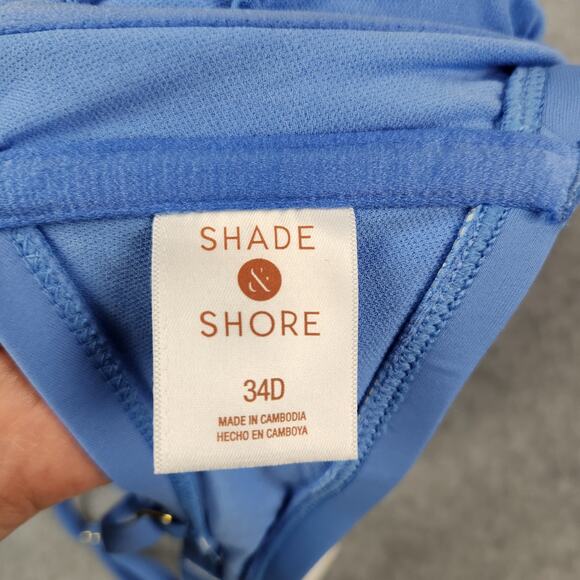 SHADE
&
SHORE
34D
MADE IN CAMBODIA
HECHO EN CAMBOYA